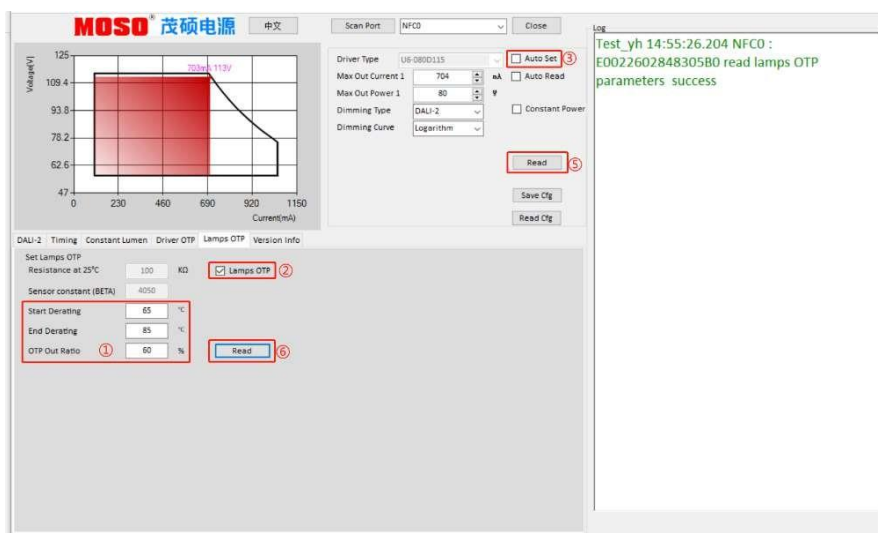 MOSO® 茂硕电源
中文
Scan Port
NFC0
Close
Log
Test_yh 14:55:26.204 NFC0 :
E0022602848305B0 read lamps OTP
parameters success
Voltage(V)
125
109.4
93.8
78.2
62.6
47
0 230 460 690 920 1150
Current(mA)
703mA 113V
Driver Type U6-080D115 Auto Set ③
Max Out Current 1 704 mA Auto Read
Max Out Power 1 80 W
Dimming Type DALI-2 Constant Power
Dimming Curve Logarithm
Read ⑤
Save Cfg
Read Cfg
DALI-2 Timing Constant Lumen Driver OTP Lamps OTP Version Info
Set Lamps OTP
Resistance at 25℃ 100 KΩ Lamps OTP ②
Sensor constant (BETA) 4050
Start Derating 65 ℃
End Derating 85 ℃
OTP Out Ratio ① 60 % Read ⑥